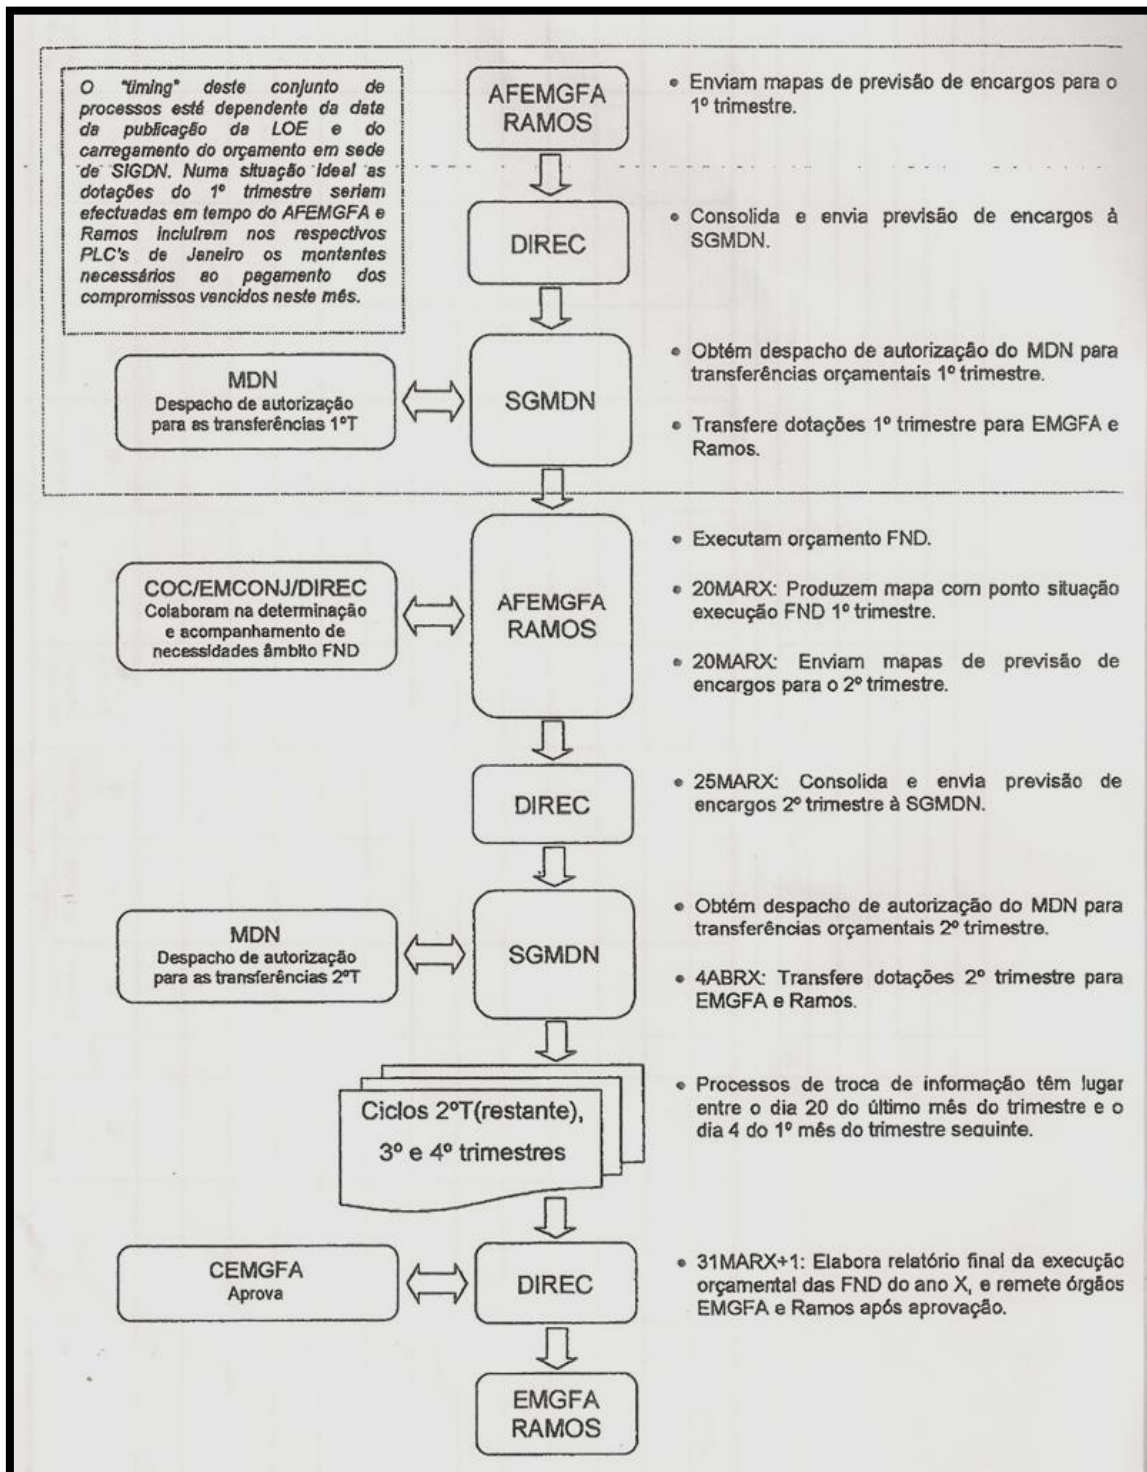 O "timing" deste conjunto de
processos está dependente da data
da publicação da LOE e do
carregamento do orçamento em sede
de SIGDN. Numa situação ideal as
dotações do 1º trimestre seriam
efectuadas em tempo do AFEMGFA e
Ramos incluírem nos respectivos
PLC's de Janeiro os montantes
necessários ao pagamento dos
compromissos vencidos neste mês.
AFEMGFA
RAMOS
• Enviam mapas de previsão de encargos para o
1º trimestre.
DIREC
• Consolida e envia previsão de encargos à
SGMDN.
MDN
Despacho de autorização
para as transferências 1ºT
SGMDN
• Obtém despacho de autorização do MDN para
transferências orçamentais 1º trimestre.
• Transfere dotações 1º trimestre para EMGFA e
Ramos.
COC/EMCONJ/DIREC
Colaboram na determinação
e acompanhamento de
necessidades âmbito FND
AFEMGFA
RAMOS
• Executam orçamento FND.
• 20MARX: Produzem mapa com ponto situação
execução FND 1º trimestre.
• 20MARX: Enviam mapas de previsão de
encargos para o 2º trimestre.
DIREC
• 25MARX: Consolida e envia previsão de
encargos 2º trimestre à SGMDN.
MDN
Despacho de autorização
para as transferências 2ºT
SGMDN
• Obtém despacho de autorização do MDN para
transferências orçamentais 2º trimestre.
• 4ABRX: Transfere dotações 2º trimestre para
EMGFA e Ramos.
Ciclos 2ºT(restante),
3º e 4º trimestres
• Processos de troca de informação têm lugar
entre o dia 20 do último mês do trimestre e o
dia 4 do 1º mês do trimestre seguinte.
CEMGFA
Aprova
DIREC
• 31MARX+1: Elabora relatório final da execução
orçamental das FND do ano X, e remete órgãos
EMGFA e Ramos após aprovação.
EMGFA
RAMOS